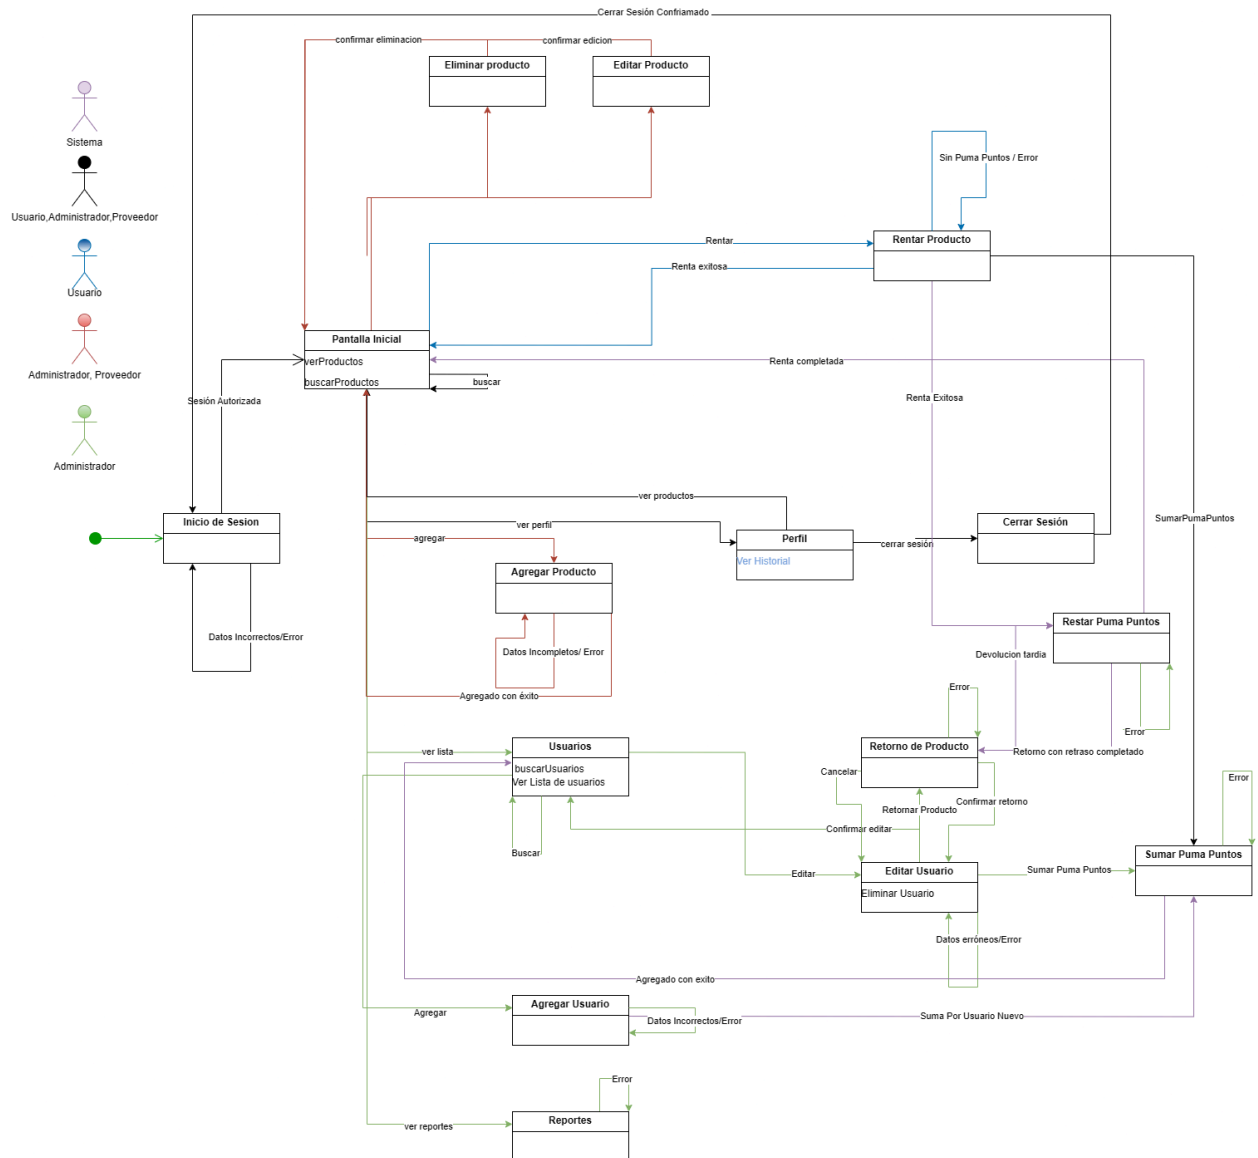 Cerrar Sesión Confriamado
confirmar eliminacion
confirmar edicion
Eliminar producto
Editar Producto
Sistema
Sin Puma Puntos / Error
Usuario,Administrador,Proveedor
Rentar
Rentar Producto
Renta exitosa
Usuario
Pantalla Inicial
verProductos
buscarProductos
buscar
Renta completada
Administrador, Proveedor
Sesión Autorizada
Renta Exitosa
Administrador
ver productos
Inicio de Sesion
ver perfil
Cerrar Sesión
SumarPumaPuntos
agregar
Perfil
Ver Historial
cerrar sesión
Agregar Producto
Restar Puma Puntos
Datos Incorrectos/Error
Datos Incompletos/ Error
Devolucion tardia
Agregado con éxito
Error
Error
ver lista
Usuarios
buscarUsuarios
Ver Lista de usuarios
Retorno de Producto
Retorno con retraso completado
Cancelar
Error
Retornar Producto
Confirmar retorno
Confirmar editar
Buscar
Sumar Puma Puntos
Editar
Editar Usuario
Eliminar Usuario
Sumar Puma Puntos
Datos erróneos/Error
Agregado con exito
Agregar
Agregar Usuario
Datos Incorrectos/Error
Suma Por Usuario Nuevo
Error
ver reportes
Reportes